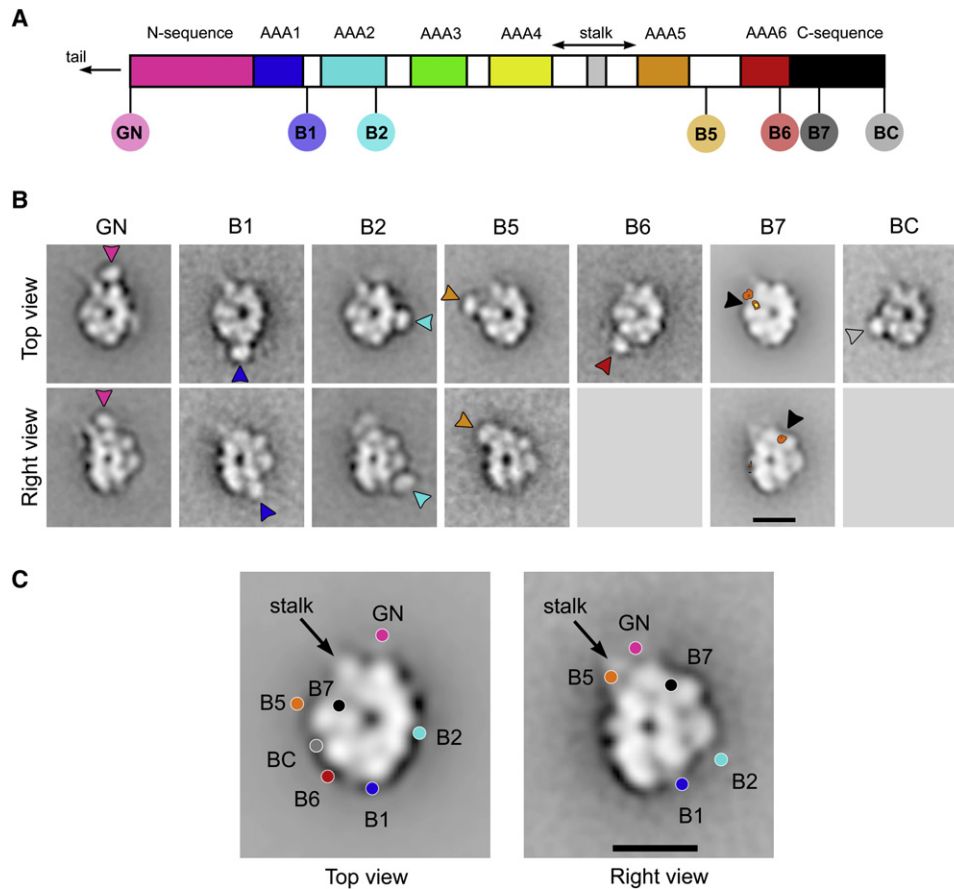 A
N-sequence AAA1 AAA2 AAA3 AAA4 stalk AAA5 AAA6 C-sequence
tail
GN B1 B2 B5 B6 B7 BC
B
GN B1 B2 B5 B6 B7 BC
Top view
Right view
C
stalk GN
B7
B5
BC
B2
B6
B1
Top view
stalk
GN
B5
B7
B2
B1
Right view